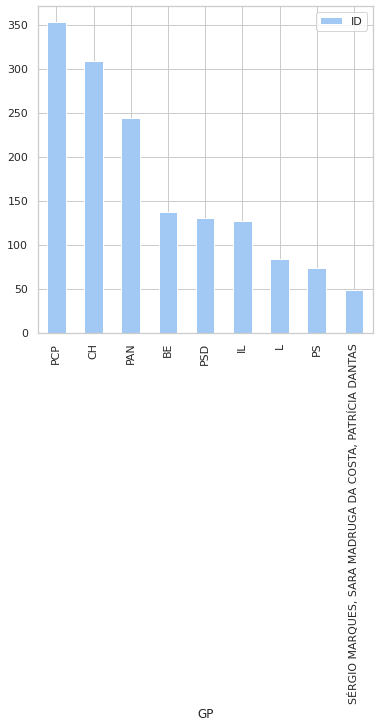 350
300
250
200
150
100
50
0
ID
PCP
CH
PAN
BE
PSD
IL
L
PS
SÉRGIO MARQUES, SARA MADRUGA DA COSTA, PATRÍCIA DANTAS
GP